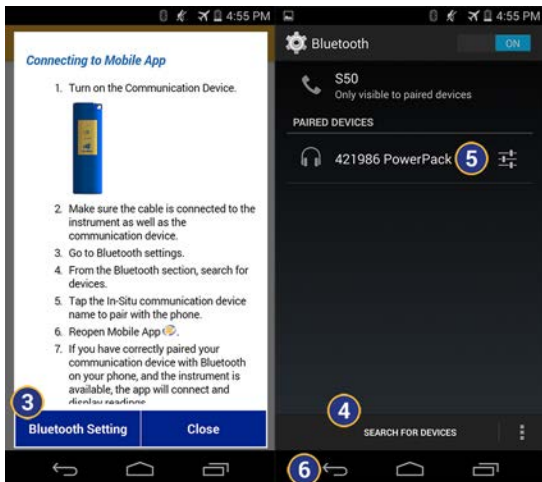 4:55 PM
Connecting to Mobile App
1. Turn on the Communication Device.
2. Make sure the cable is connected to the
instrument as well as the
communication device.
3. Go to Bluetooth settings.
4. From the Bluetooth section, search for
devices.
5. Tap the In-Situ communication device
name to pair with the phone.
6. Reopen Mobile App .
7. If you have correctly paired your
communication device with Bluetooth
on your phone, and the instrument is
available, the app will connect and
display readings
3
Bluetooth Setting
Close
4:55 PM
Bluetooth
ON
S50
Only visible to paired devices
PAIRED DEVICES
421986 PowerPack
5
4
SEARCH FOR DEVICES
6